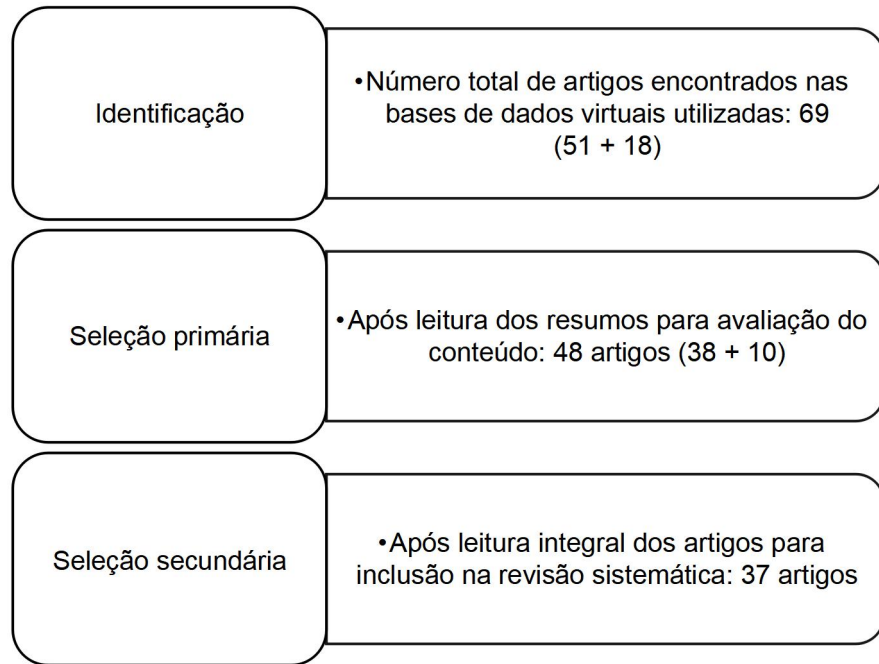 Identificação
•Número total de artigos encontrados nas
bases de dados virtuais utilizadas: 69
(51 + 18)
Seleção primária
•Após leitura dos resumos para avaliação do
conteúdo: 48 artigos (38 + 10)
Seleção secundária
•Após leitura integral dos artigos para
inclusão na revisão sistemática: 37 artigos